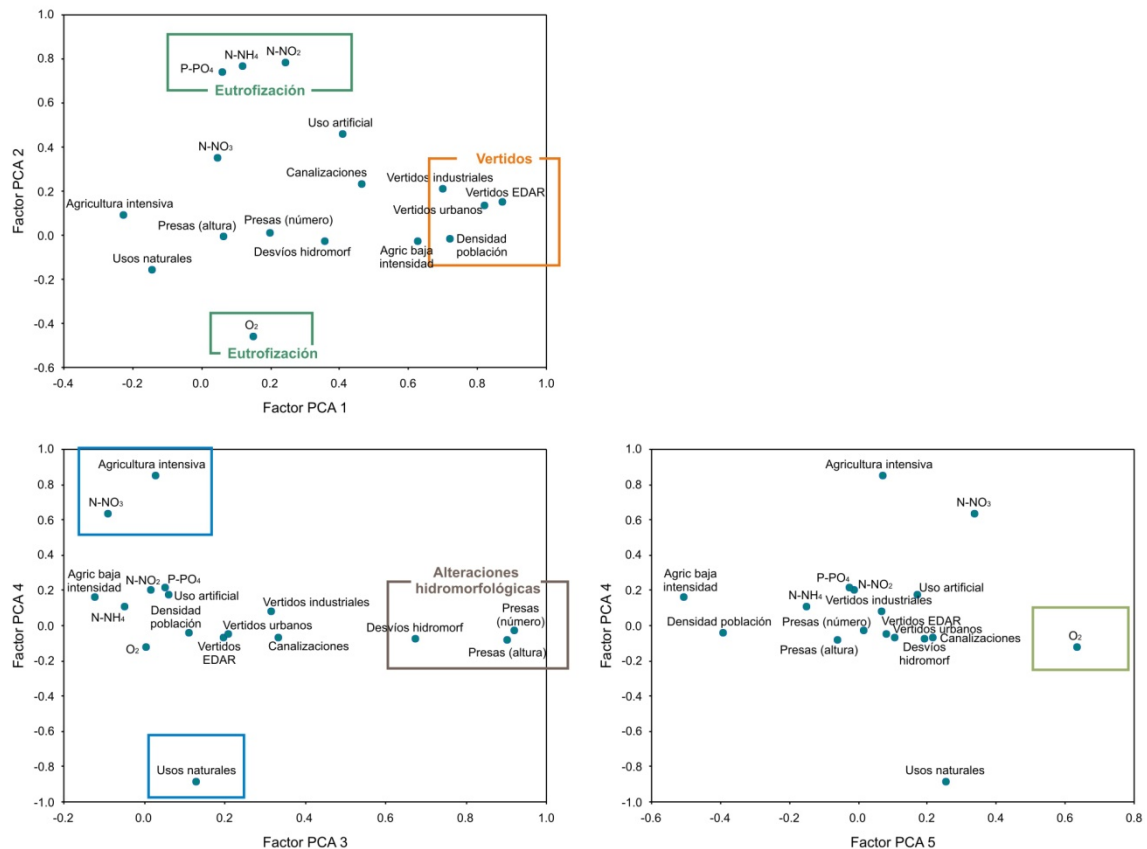 1.0
0.8
0.6
0.4
0.2
0.0
-0.2
-0.4
-0.6
Factor PCA 2
N-NO2
N-NH4
P-PO4
Eutrofización
Uso artificial
N-NO3
Vertidos
Canalizaciones
Vertidos industriales
Vertidos EDAR
Agricultura intensiva
Vertidos urbanos
Presas (altura)
Presas (número)
Desvíos hidromorf
Agric baja
intensidad
Densidad
población
Usos naturales
O2
Eutrofización
-0.4
-0.2
0.0
0.2
0.4
0.6
0.8
1.0
Factor PCA 1
1.0
0.8
0.6
0.4
0.2
0.0
-0.2
-0.4
-0.6
-0.8
-1.0
Factor PCA 4
Agricultura intensiva
N-NO3
Agric baja
intensidad
N-NO2
P-PO4
Uso artificial
N-NH4
Densidad
población
O2
Vertidos industriales
Vertidos urbanos
Vertidos
EDAR
Canalizaciones
Alteraciones
hidromorfológicas
Presas
(número)
Desvíos hidromorf
Presas (altura)
Usos naturales
-0.2
0.0
0.2
0.4
0.6
0.8
1.0
Factor PCA 3
1.0
0.8
0.6
0.4
0.2
0.0
-0.2
-0.4
-0.6
-0.8
-1.0
Factor PCA 4
Agricultura intensiva
N-NO3
Agric baja
intensidad
P-PO4
N-NO2
Uso artificial
N-NH4
Vertidos industriales
Densidad población
Presas (número)
Vertidos EDAR
Vertidos urbanos
Presas (altura)
Canalizaciones
Desvíos
hidromorf
O2
Usos naturales
-0.6
-0.4
-0.2
0.0
0.2
0.4
0.6
0.8
Factor PCA 5